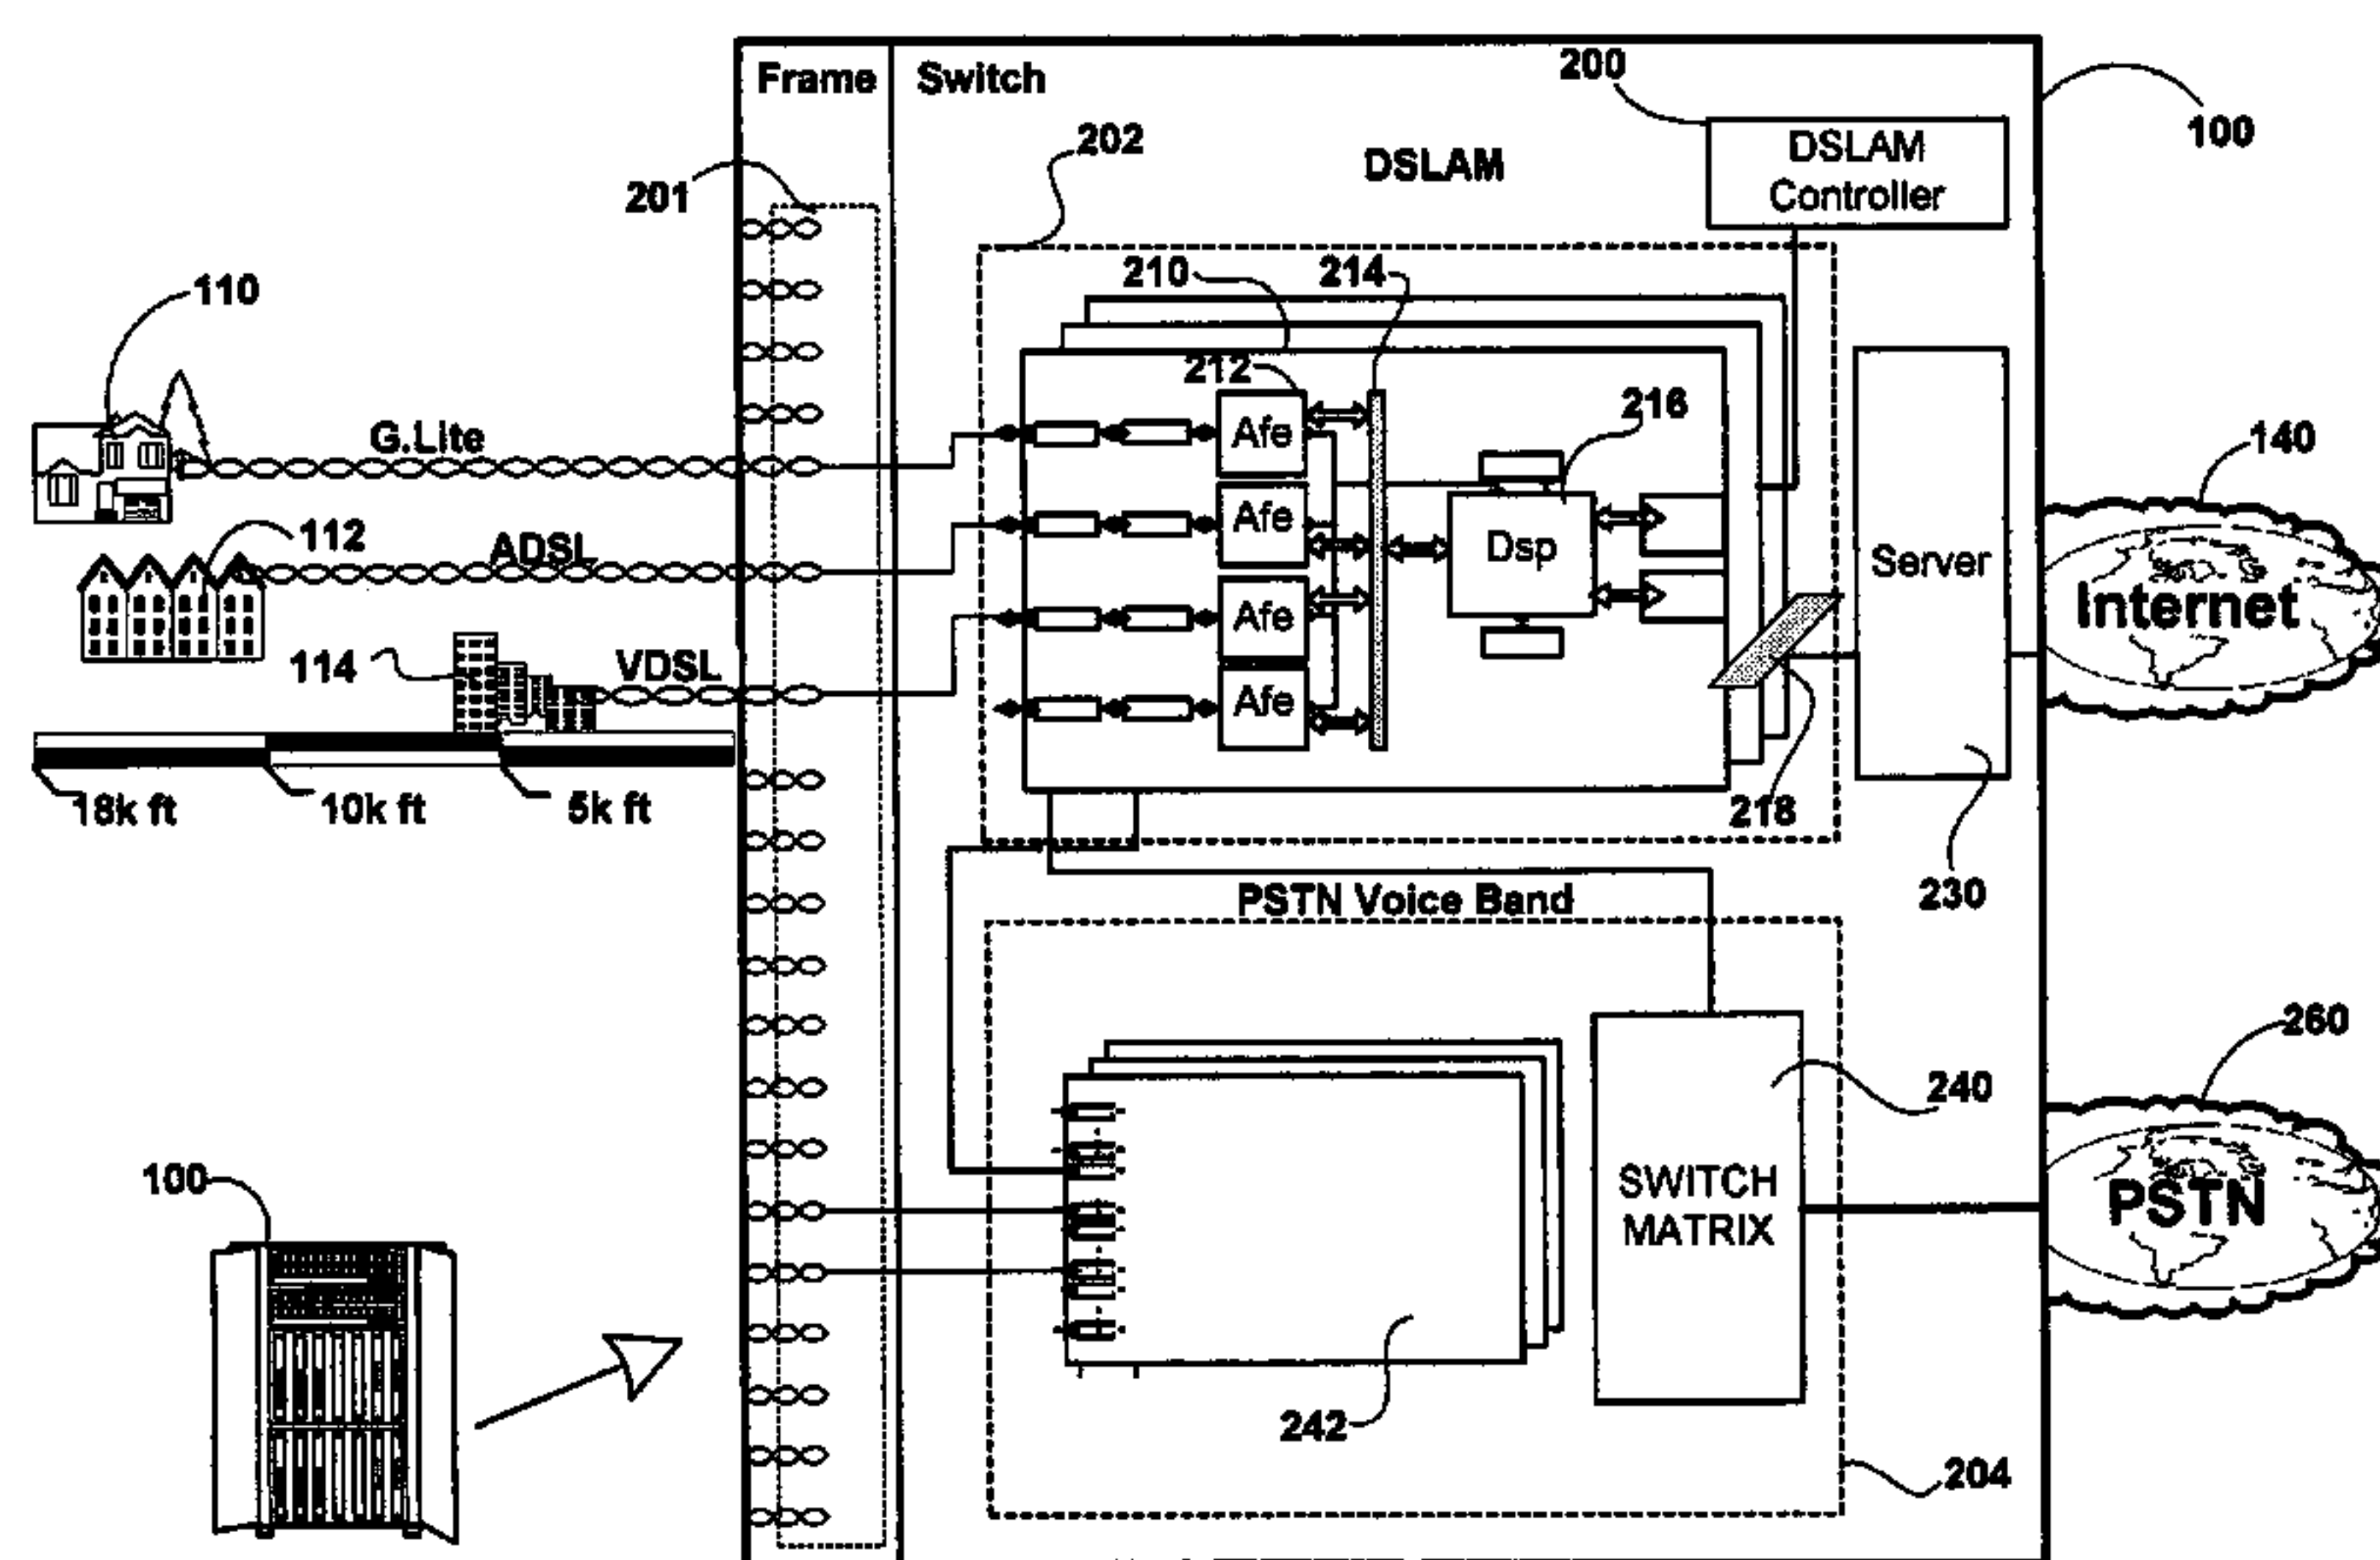 Frame
Switch
200
100
202
DSLAM
DSLAM
Controller
201
210
214
110
212
216
140
G.Lite
Afe
112
ADSL
Afe
Dsp
Server
Internet
114
VDSL
Afe
Afe
18k ft
10k ft
5k ft
218
230
PSTN Voice Band
260
240
100
SWITCH
MATRIX
PSTN
242
204